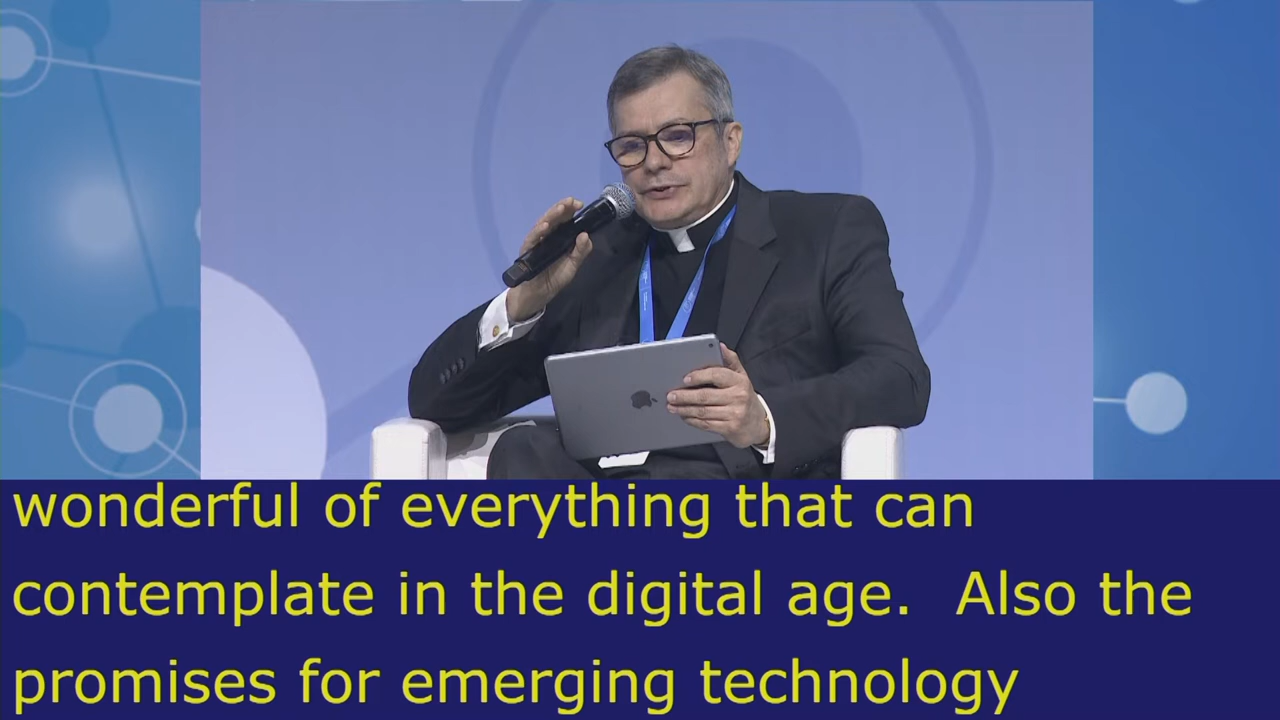 wonderful of everything that can
contemplate in the digital age.  Also the
promises for emerging technology